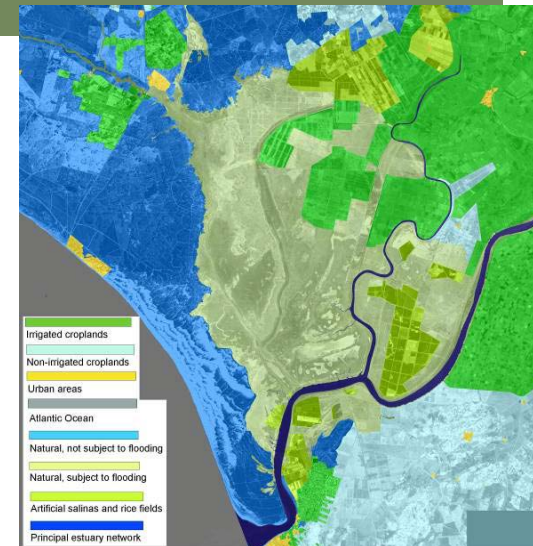 Irrigated croplands
Non-irrigated croplands
Urban areas
Atlantic Ocean
Natural, not subject to flooding
Natural, subject to flooding
Artificial salinas and rice fields
Principal estuary network